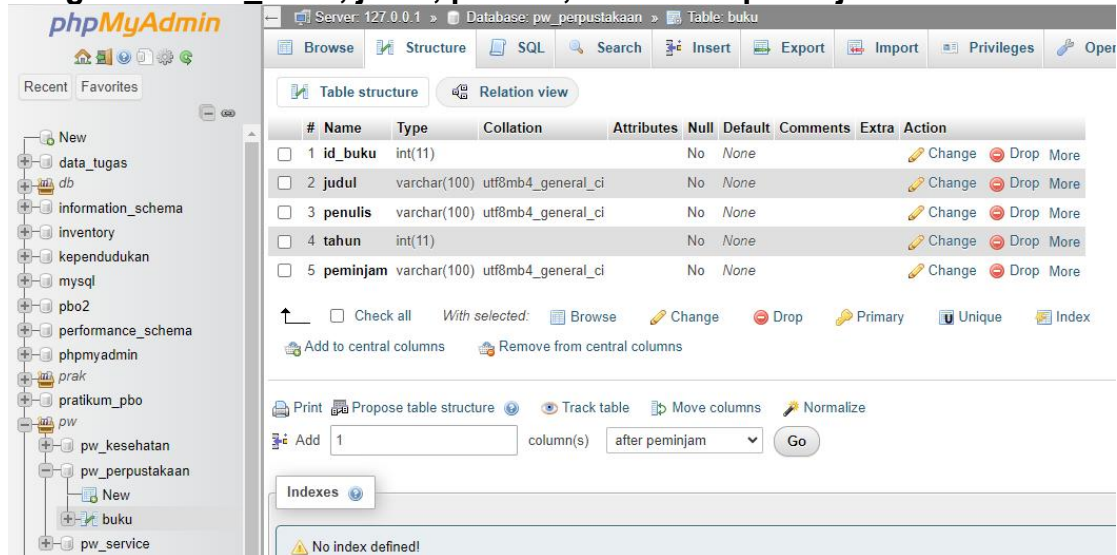 phpMyAdmin
Recent Favorites
New
data_tugas
db
information_schema
inventory
kependudukan
mysql
pbo2
performance_schema
phpmyadmin
prak
pratikum_pbo
pw
pw_kesehatan
pw_perpustakaan
New
buku
pw_service
Server: 127.0.0.1 » Database: pw_perpustakaan » Table: buku
Browse Structure SQL Search Insert Export Import Privileges Oper
Table structure Relation view
# Name Type Collation Attributes Null Default Comments Extra Action
1 id_buku int(11) No None Change Drop More
2 judul varchar(100) utf8mb4_general_ci No None Change Drop More
3 penulis varchar(100) utf8mb4_general_ci No None Change Drop More
4 tahun int(11) No None Change Drop More
5 peminjam varchar(100) utf8mb4_general_ci No None Change Drop More
Check all With selected: Browse Change Drop Primary Unique Index
Add to central columns Remove from central columns
Print Propose table structure Track table Move columns Normalize
Add 1 column(s) after peminjam Go
Indexes
No index defined!